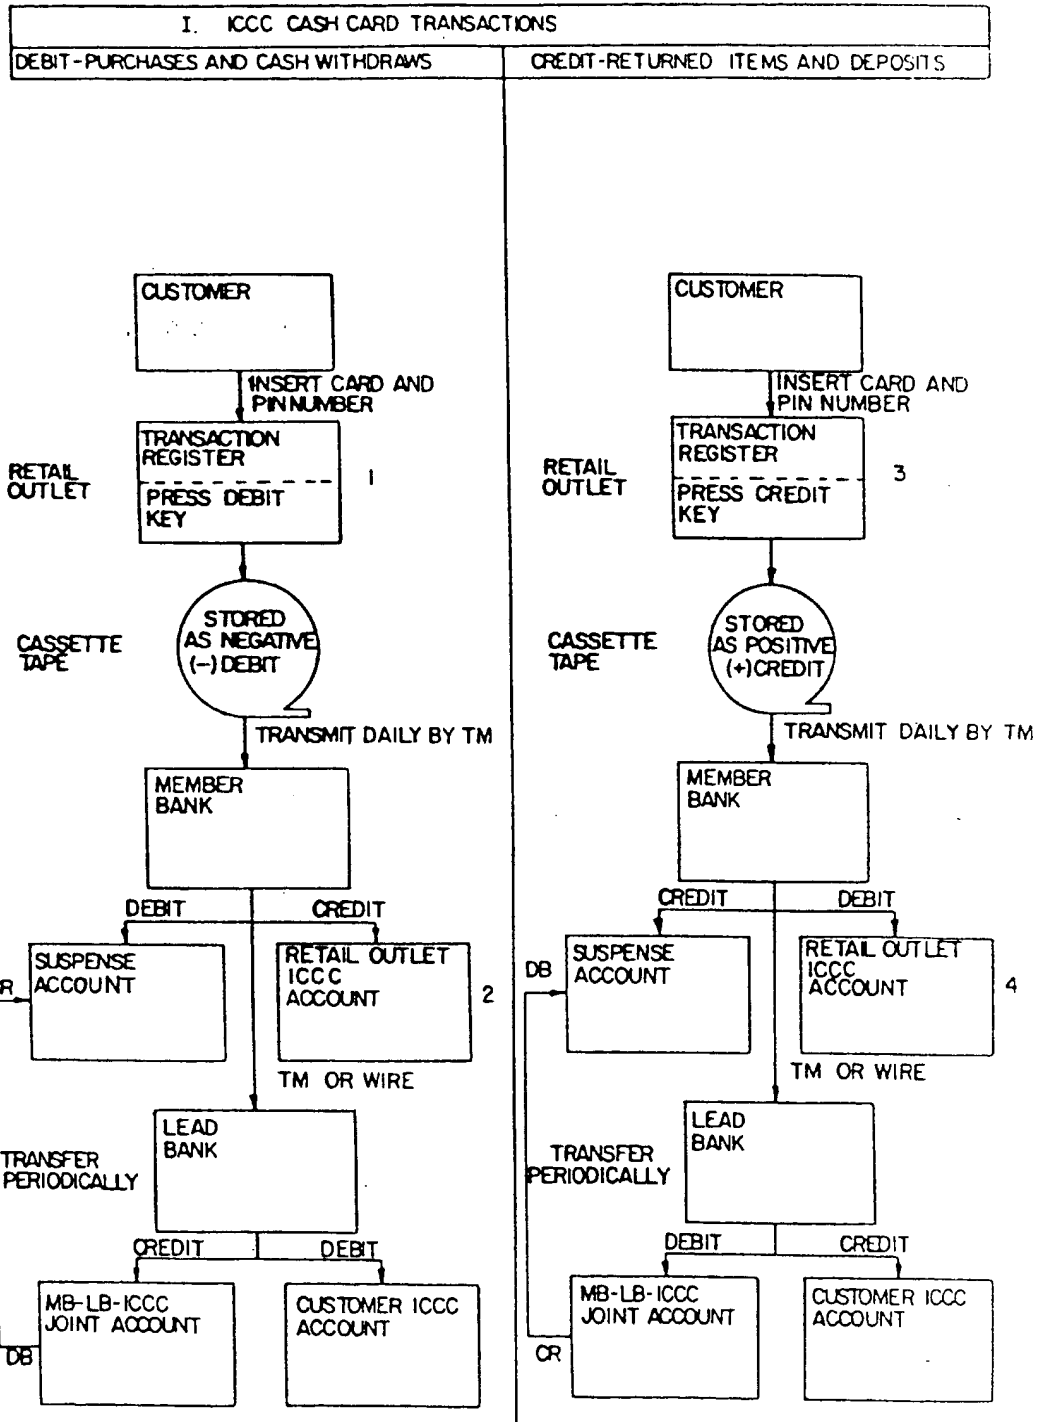 I. ICCC CASH CARD TRANSACTIONS
DEBIT-PURCHASES AND CASH WITHDRAWS
CREDIT-RETURNED ITEMS AND DEPOSITS
CUSTOMER
INSERT CARD AND
PIN NUMBER
TRANSACTION
REGISTER
PRESS DEBIT
KEY
RETAIL
OUTLET
1
STORED
AS NEGATIVE
(-) DEBIT
CASSETTE
TAPE
TRANSMIT DAILY BY TM
MEMBER
BANK
DEBIT
CREDIT
SUSPENSE
ACCOUNT
R
RETAIL OUTLET
ICCC
ACCOUNT
2
TM OR WIRE
LEAD
BANK
TRANSFER
PERIODICALLY
CREDIT
DEBIT
MB-LB-ICCC
JOINT ACCOUNT
DB
CUSTOMER ICCC
ACCOUNT
CUSTOMER
INSERT CARD AND
PIN NUMBER
TRANSACTION
REGISTER
PRESS CREDIT
KEY
RETAIL
OUTLET
3
STORED
AS POSITIVE
(+) CREDIT
CASSETTE
TAPE
TRANSMIT DAILY BY TM
MEMBER
BANK
CREDIT
DEBIT
DB
SUSPENSE
ACCOUNT
RETAIL OUTLET
ICCC
ACCOUNT
4
TM OR WIRE
LEAD
BANK
TRANSFER
PERIODICALLY
DEBIT
CREDIT
MB-LB-ICCC
JOINT ACCOUNT
CR
CUSTOMER ICCC
ACCOUNT